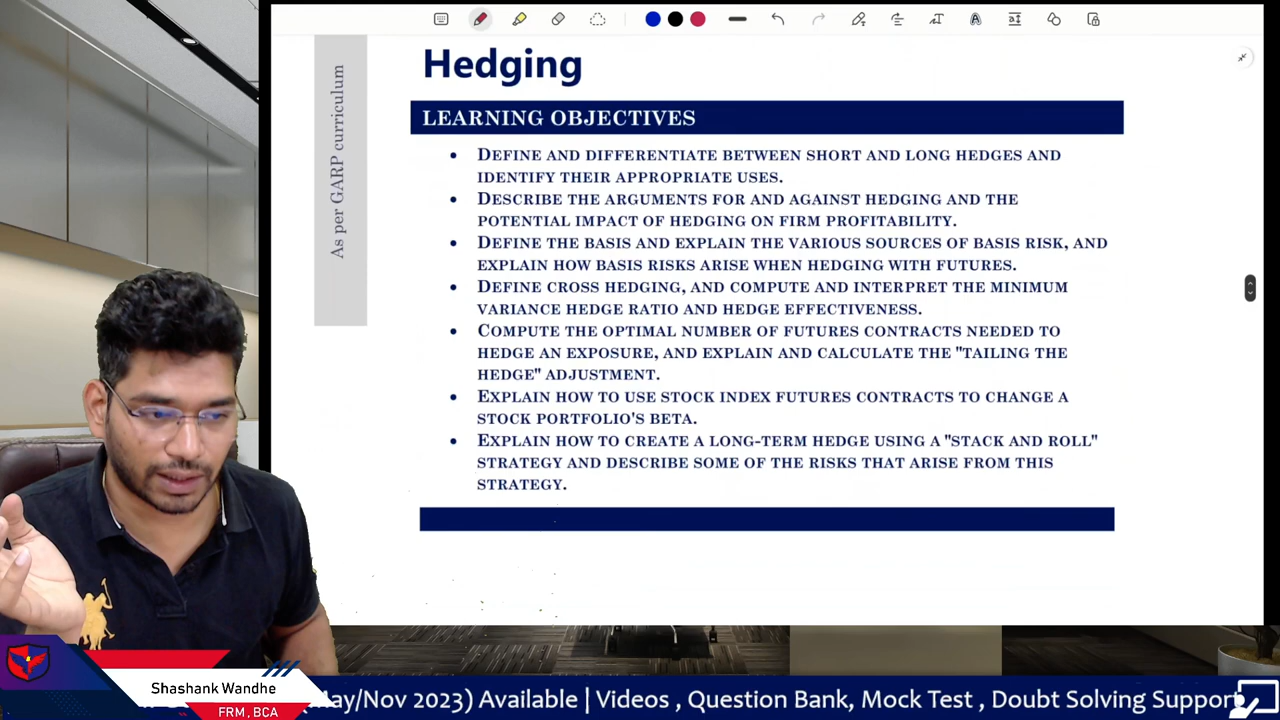 Hedging
As per GARP curriculum
LEARNING OBJECTIVES
• DEFINE AND DIFFERENTIATE BETWEEN SHORT AND LONG HEDGES AND
IDENTIFY THEIR APPROPRIATE USES.
• DESCRIBE THE ARGUMENTS FOR AND AGAINST HEDGING AND THE
POTENTIAL IMPACT OF HEDGING ON FIRM PROFITABILITY.
• DEFINE THE BASIS AND EXPLAIN THE VARIOUS SOURCES OF BASIS RISK, AND
EXPLAIN HOW BASIS RISKS ARISE WHEN HEDGING WITH FUTURES.
• DEFINE CROSS HEDGING, AND COMPUTE AND INTERPRET THE MINIMUM
VARIANCE HEDGE RATIO AND HEDGE EFFECTIVENESS.
• COMPUTE THE OPTIMAL NUMBER OF FUTURES CONTRACTS NEEDED TO
HEDGE AN EXPOSURE, AND EXPLAIN AND CALCULATE THE "TAILING THE
HEDGE" ADJUSTMENT.
• EXPLAIN HOW TO USE STOCK INDEX FUTURES CONTRACTS TO CHANGE A
STOCK PORTFOLIO'S BETA.
• EXPLAIN HOW TO CREATE A LONG-TERM HEDGE USING A "STACK AND ROLL"
STRATEGY AND DESCRIBE SOME OF THE RISKS THAT ARISE FROM THIS
STRATEGY.
Shashank Wandhe
FRM, BCA
(May/Nov 2023) Available | Videos , Question Bank, Mock Test , Doubt Solving Support